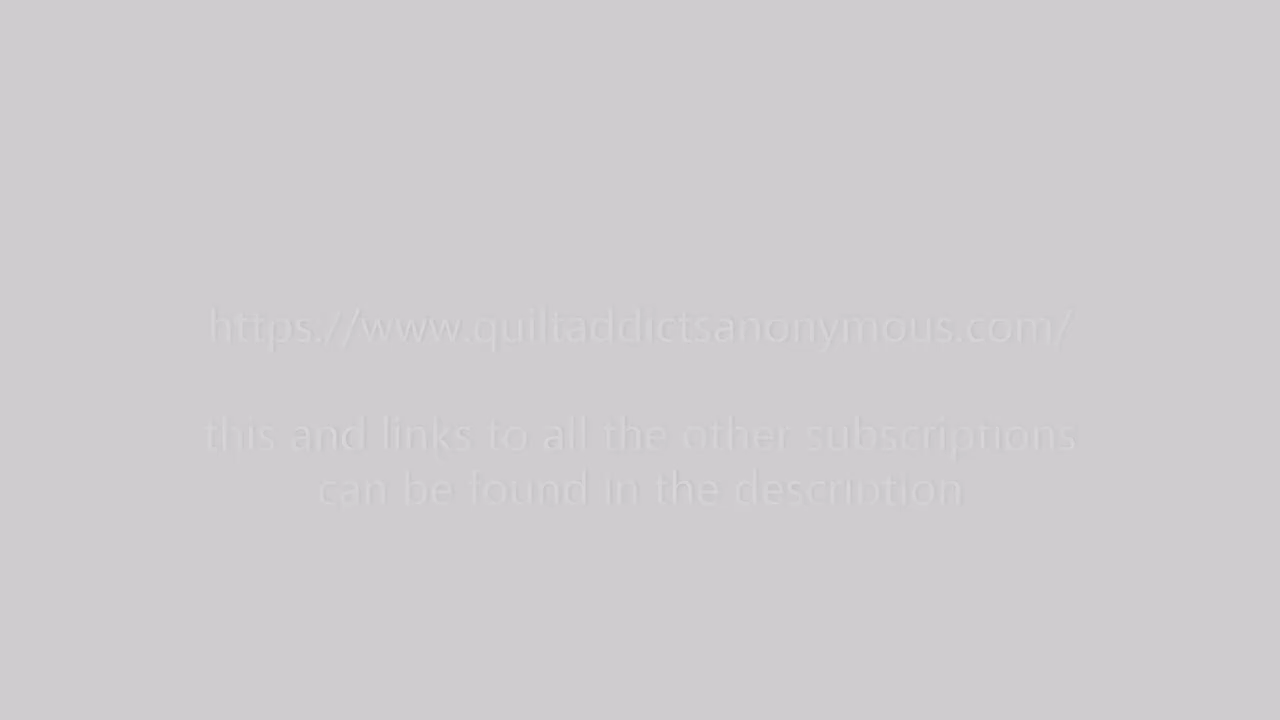 https://www.quiltaddictsanonymous.com/
this and links to all the other subscriptions
can be found in the description